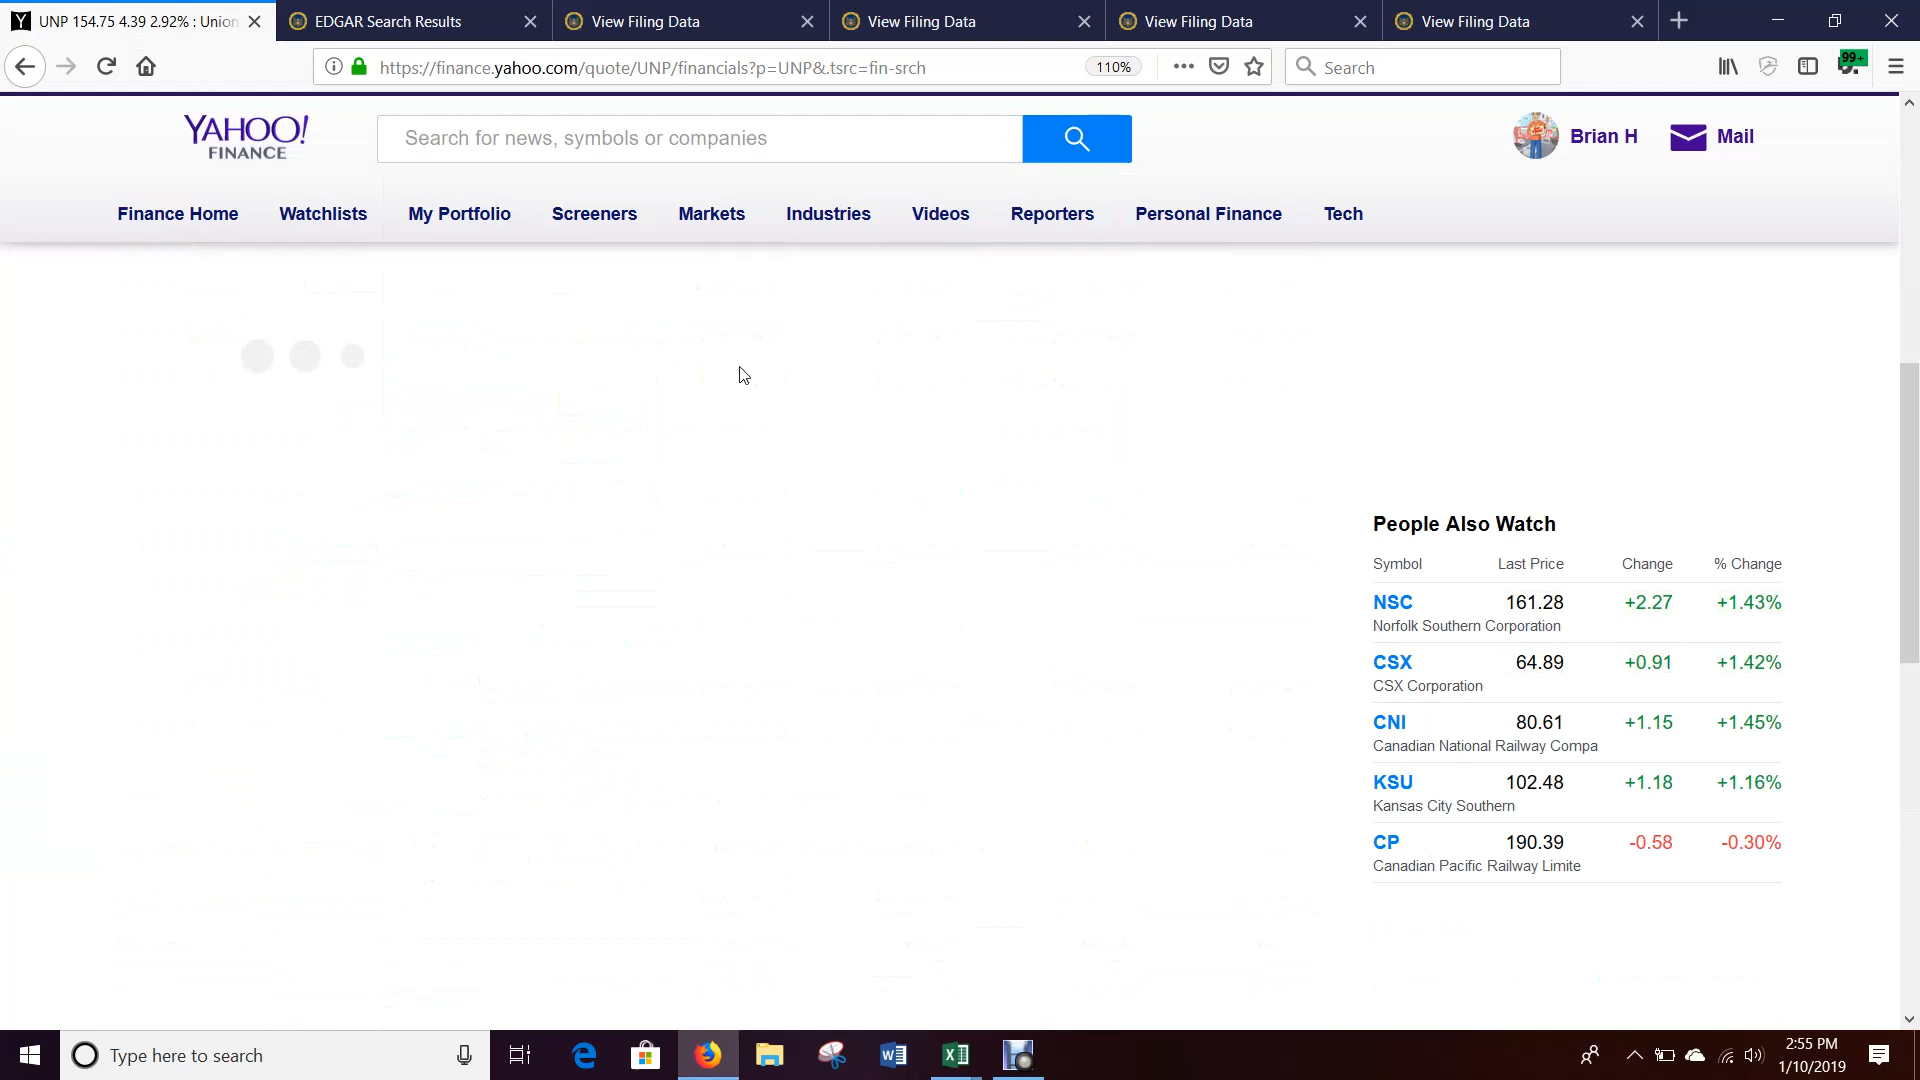 UNP 154.75 4.39 2.92% : Union
EDGAR Search Results
View Filing Data
View Filing Data
View Filing Data
View Filing Data
https://finance.yahoo.com/quote/UNP/financials?p=UNP&.tsrc=fin-srch
110%
Search
99+
YAHOO!
FINANCE
Search for news, symbols or companies
Brian H
Mail
Finance Home
Watchlists
My Portfolio
Screeners
Markets
Industries
Videos
Reporters
Personal Finance
Tech
People Also Watch
Symbol Last Price Change % Change
NSC 161.28 +2.27 +1.43%
Norfolk Southern Corporation
CSX 64.89 +0.91 +1.42%
CSX Corporation
CNI 80.61 +1.15 +1.45%
Canadian National Railway Compa
KSU 102.48 +1.18 +1.16%
Kansas City Southern
CP 190.39 -0.58 -0.30%
Canadian Pacific Railway Limite
Type here to search
2:55 PM
1/10/2019